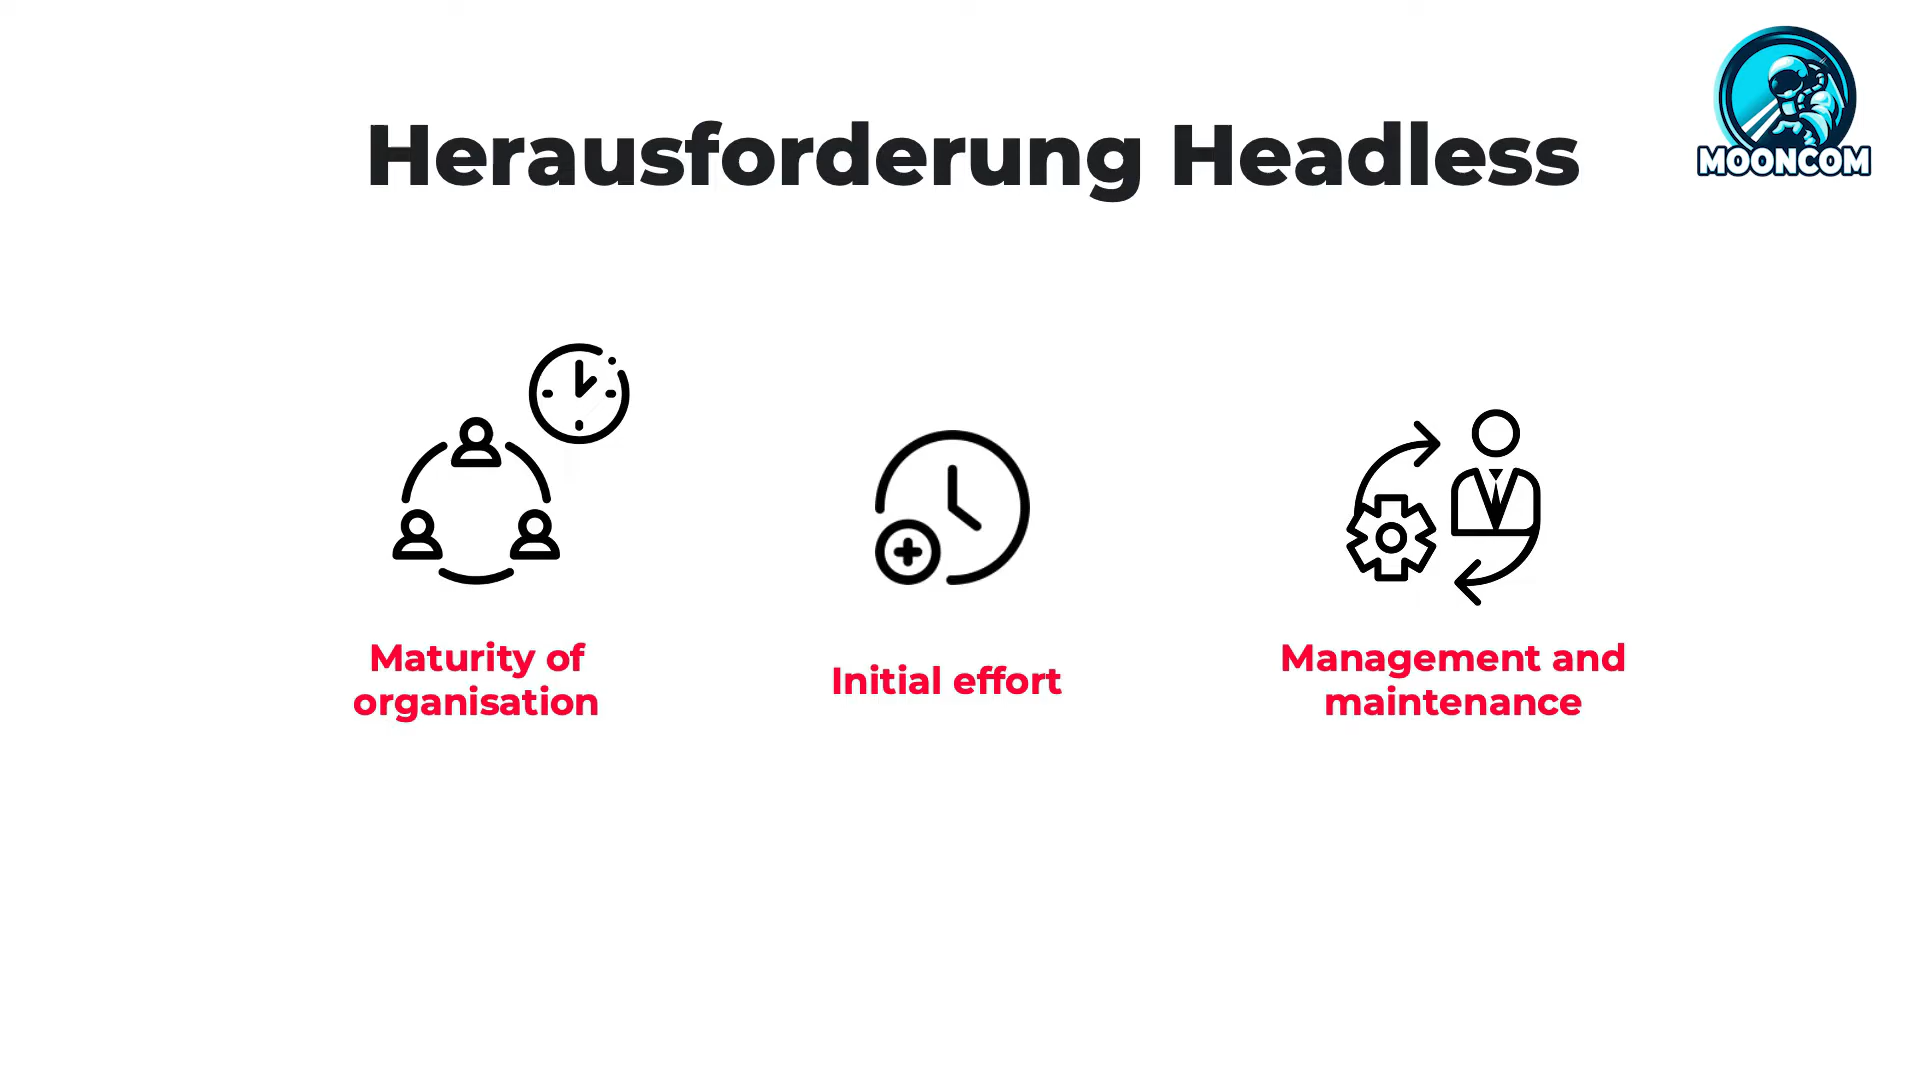 Herausforderung Headless
MOONCOM
Maturity of
organisation
Initial effort
Management and
maintenance